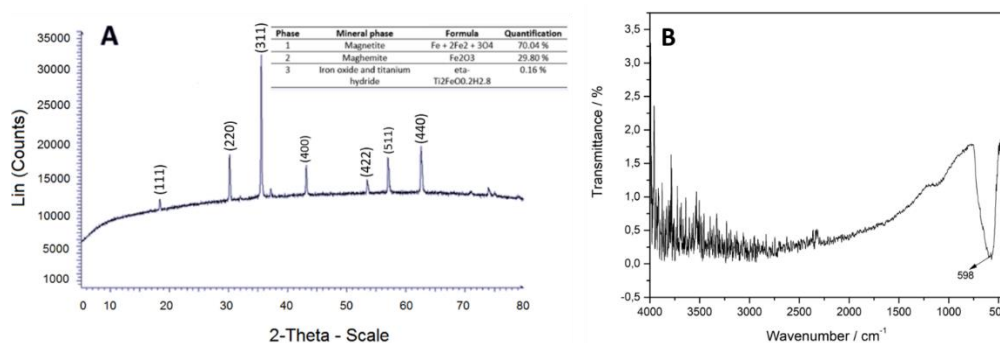 A
Phase Mineral phase Formula Quantification
1 Magnetite Fe + 2Fe2 + 3O4 70.04 %
2 Maghemite Fe2O3 29.80 %
3 Iron oxide and titanium eta- 0.16 %
hydride Ti2FeO0.2H2.8
35000
30000
25000
20000
15000
10000
5000
1000
Lin (Counts)
(111)
(220)
(311)
(400)
(422)
(511)
(440)
0 10 20 30 40 50 60 70 80
2-Theta - Scale
B
3,5
3,0
2,5
2,0
1,5
1,0
0,5
0,0
-0,5
Transmittance / %
598
4000 3500 3000 2500 2000 1500 1000 500
Wavenumber / cm-1